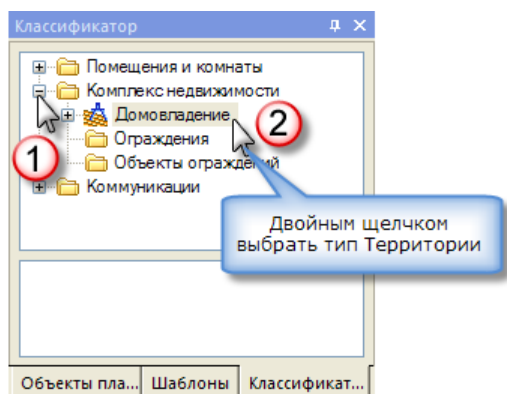 Классификатор
Помещения и комнаты
Комплекс недвижимости
Домовладение
Ограждения
Объекты ограждений
Коммуникации
1
2
Двойным щелчком
выбрать тип Территории
Объекты пла... Шаблоны Классификат...